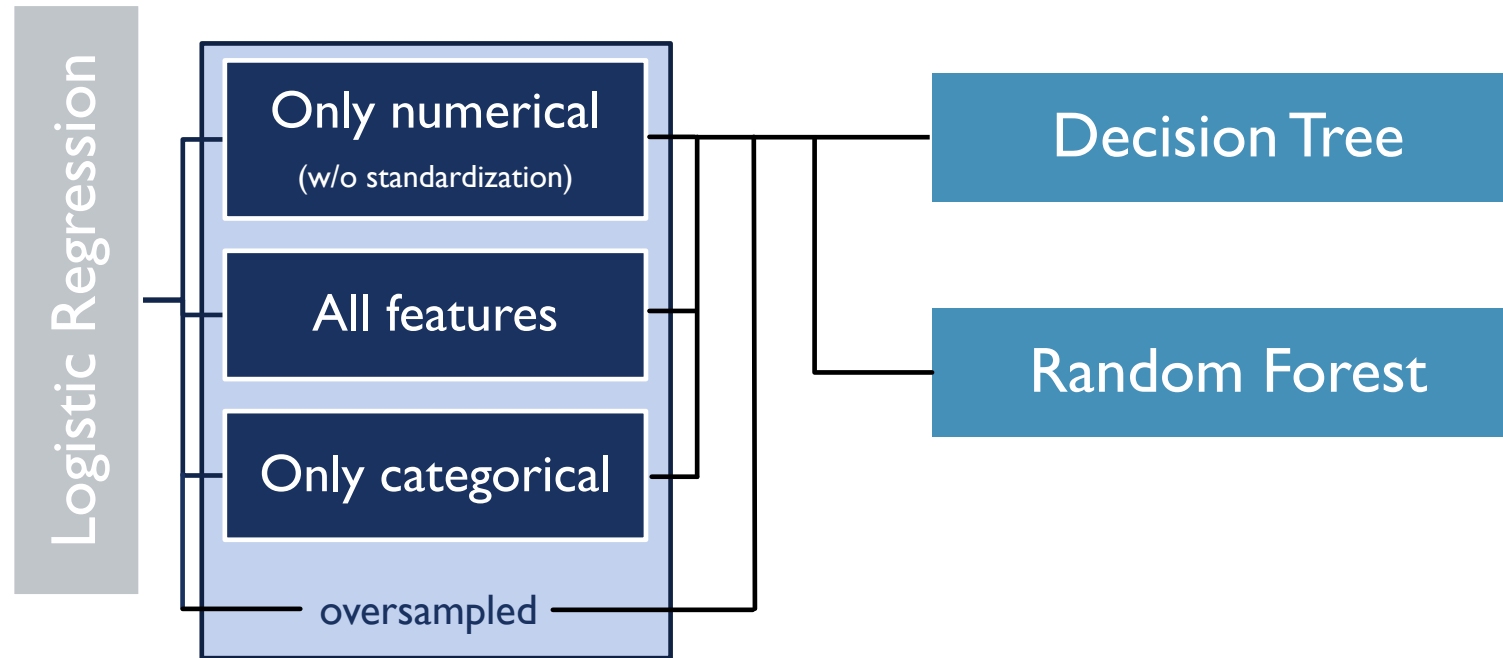 Logistic Regression
Only numerical
(w/o standardization)
All features
Only categorical
oversampled
Decision Tree
Random Forest